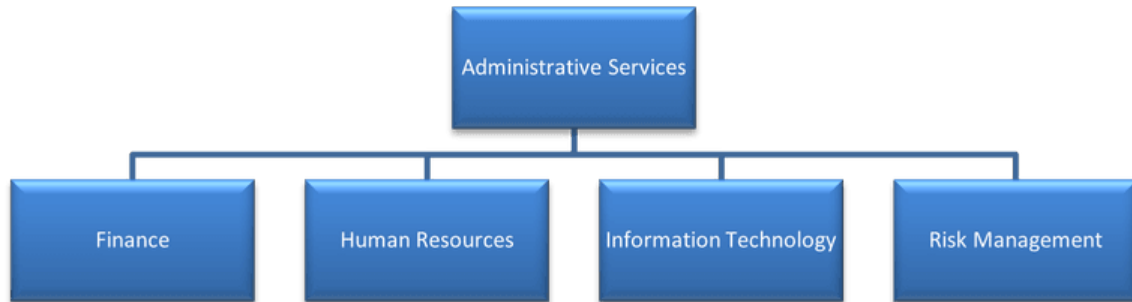 Administrative Services
Finance
Human Resources
Information Technology
Risk Management